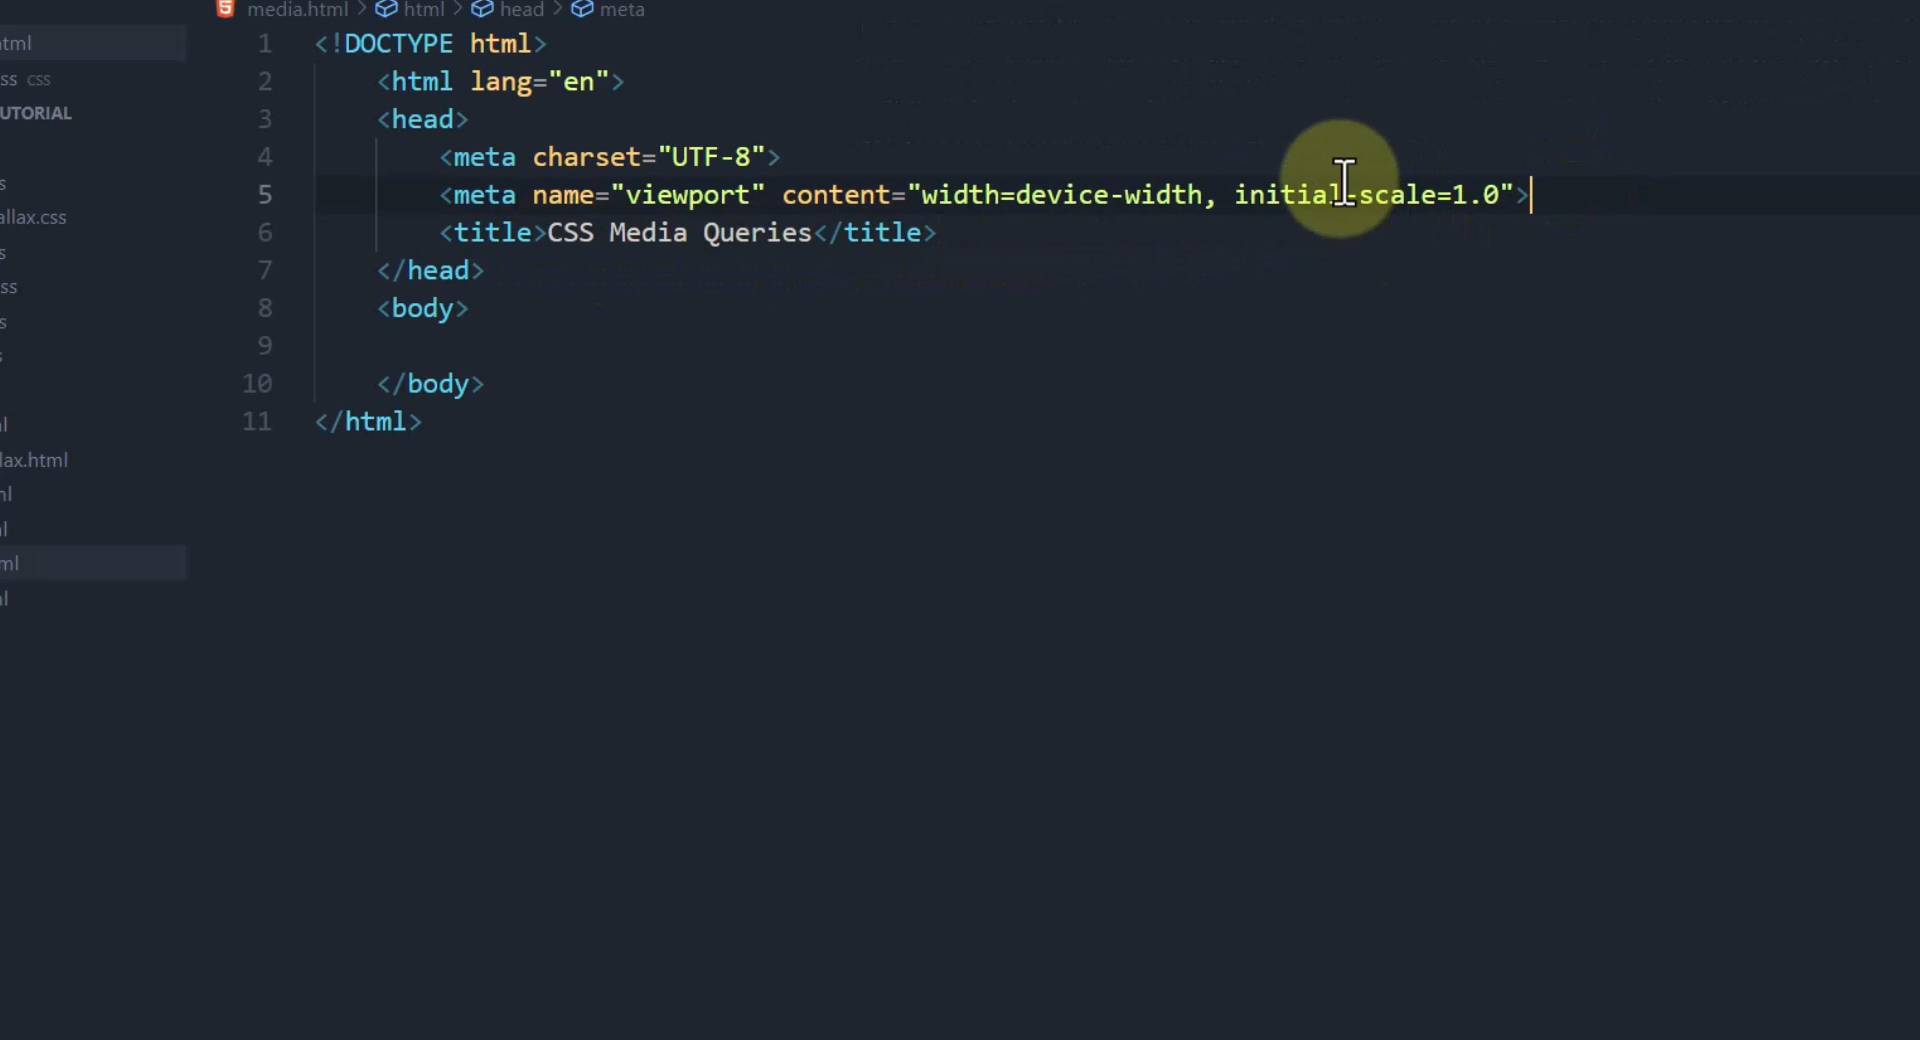 media.html > html > head > meta
1 <!DOCTYPE html>
2 <html lang="en">
3 <head>
4 <meta charset="UTF-8">
5 <meta name="viewport" content="width=device-width, initial-scale=1.0">
6 <title>CSS Media Queries</title>
7 </head>
8 <body>
9
10 </body>
11 </html>
tml
ss css
UTORIAL
s
allax.css
s
ss
s
s
l
lax.html
ml
l
ml
l